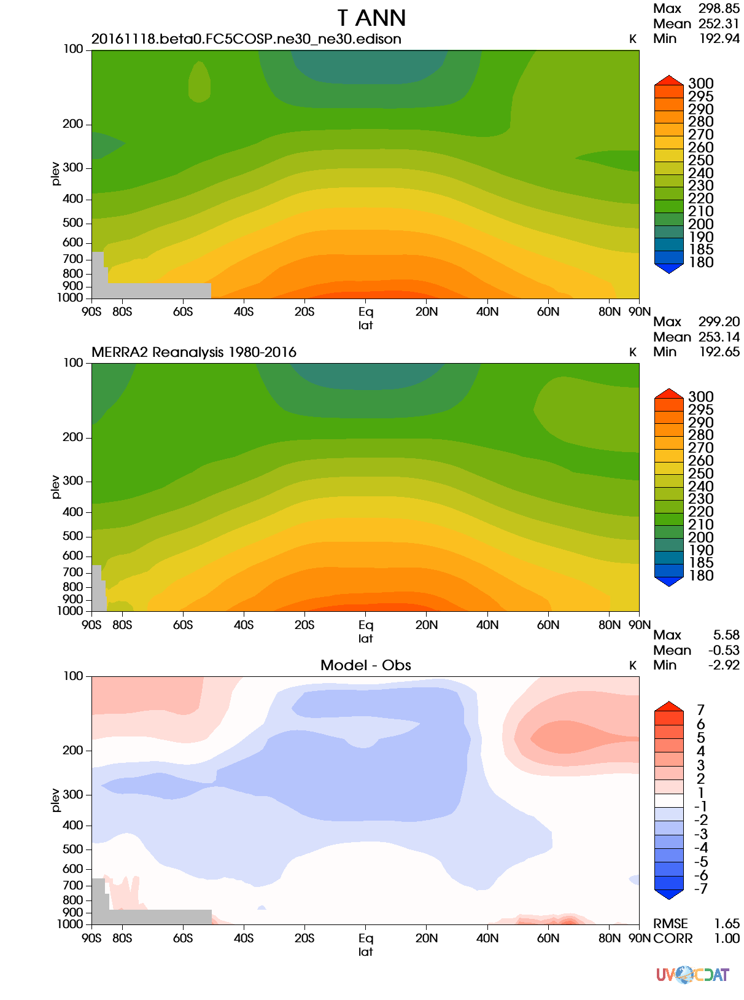 T ANN
20161118.beta0.FC5COSP.ne30_ne30.edison
K
Max 298.85
Mean 252.31
Min 192.94
100
200
300
400
500
600
700
800
900
1000
plev
90S 80S 60S 40S 20S Eq 20N 40N 60N 80N 90N
lat
300
295
290
280
270
260
250
240
230
220
210
200
190
185
180
MERRA2 Reanalysis 1980-2016
K
Max 299.20
Mean 253.14
Min 192.65
100
200
300
400
500
600
700
800
900
1000
plev
90S 80S 60S 40S 20S Eq 20N 40N 60N 80N 90N
lat
300
295
290
280
270
260
250
240
230
220
210
200
190
185
180
Model - Obs
K
Max 5.58
Mean -0.53
Min -2.92
100
200
300
400
500
600
700
800
900
1000
plev
90S 80S 60S 40S 20S Eq 20N 40N 60N 80N 90N
lat
7
6
5
4
3
2
1
-1
-2
-3
-4
-5
-6
-7
RMSE 1.65
CORR 1.00
UV CDAT